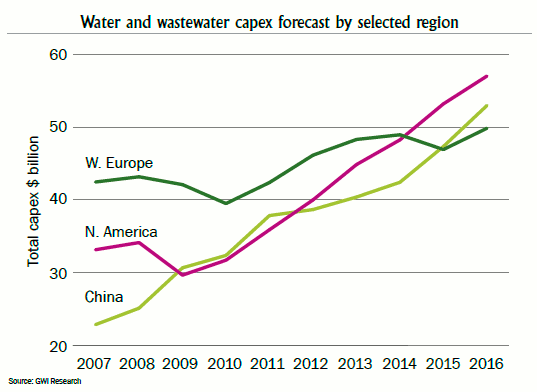 Water and wastewater capex forecast by selected region
Total capex $ billion
60
50
40
30
20
W. Europe
N. America
China
2007 2008 2009 2010 2011 2012 2013 2014 2015 2016
Source: GWI Research